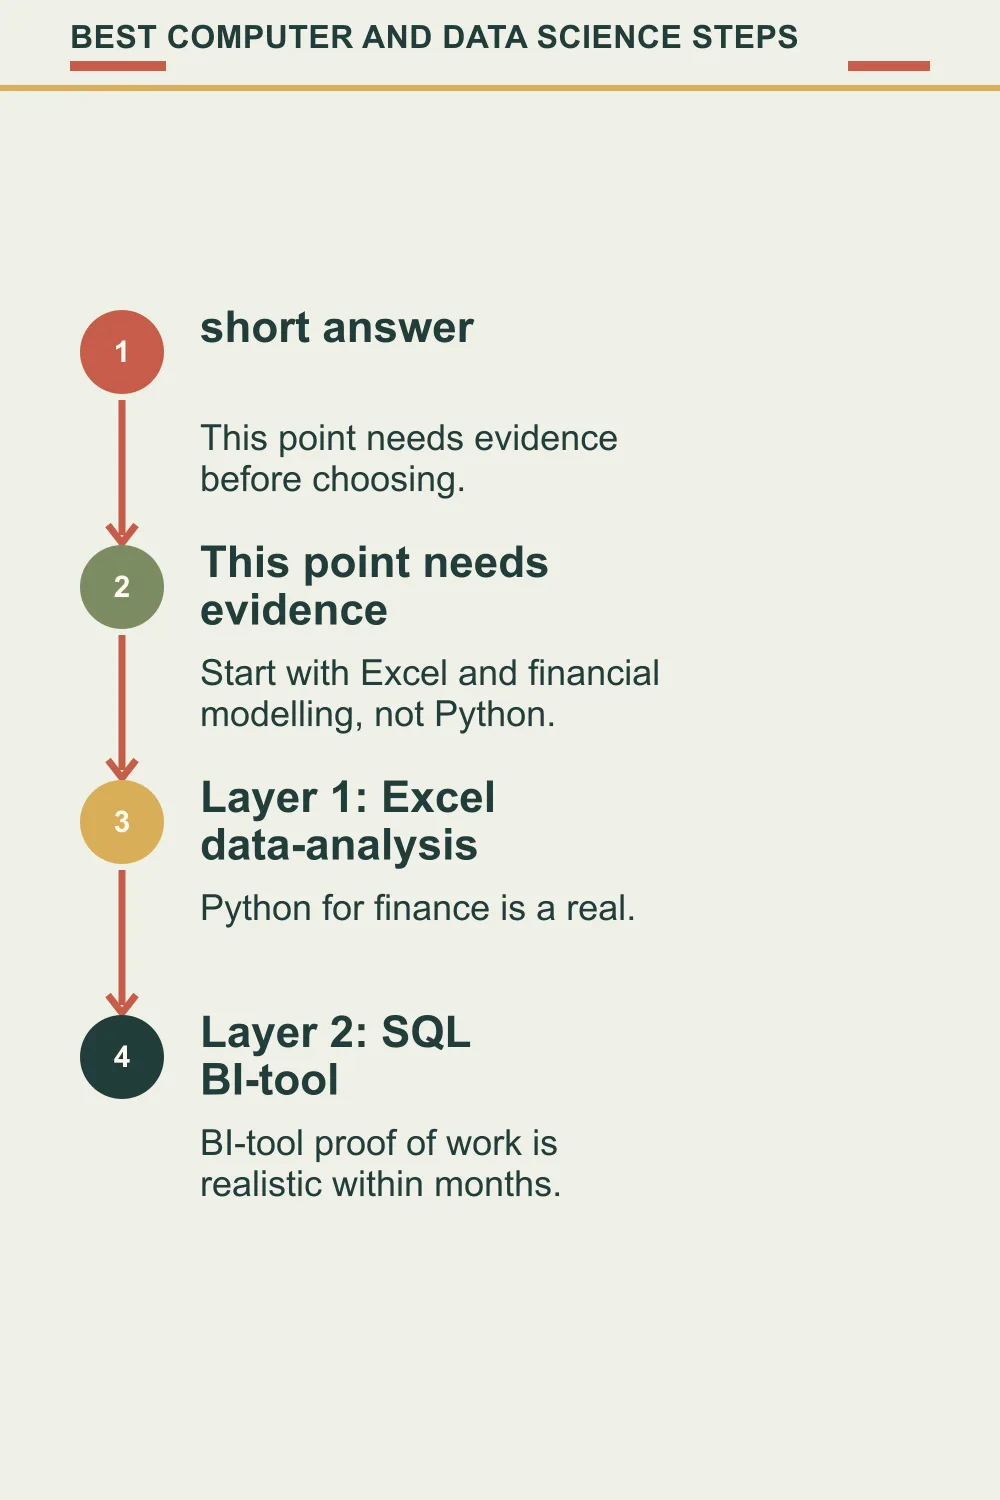 BEST COMPUTER AND DATA SCIENCE STEPS
1
short answer
This point needs evidence
before choosing.
2
This point needs
evidence
Start with Excel and financial
modelling, not Python.
3
Layer 1: Excel
data-analysis
Python for finance is a real.
4
Layer 2: SQL
BI-tool
BI-tool proof of work is
realistic within months.